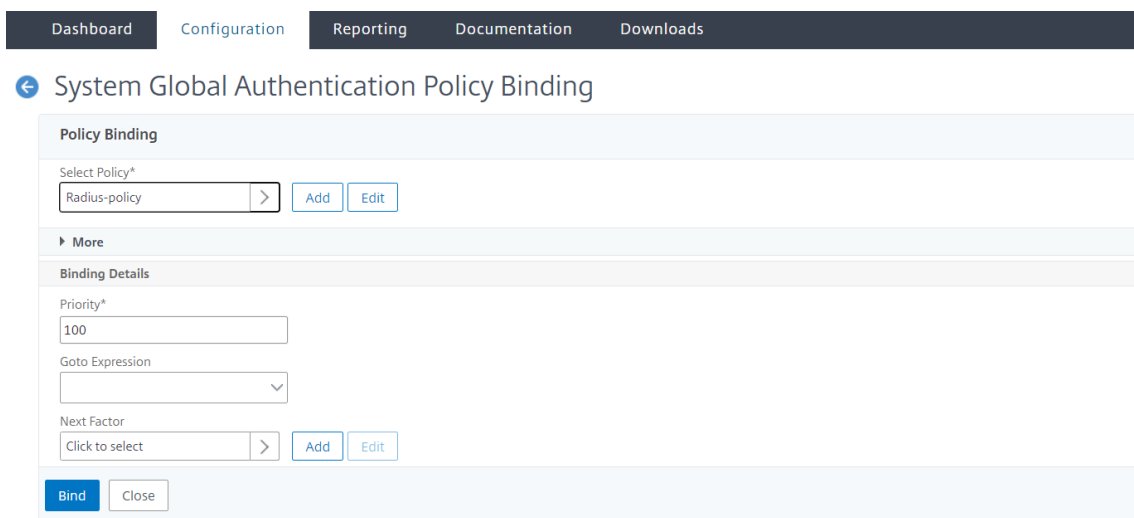 Dashboard Configuration Reporting Documentation Downloads
System Global Authentication Policy Binding
Policy Binding
Select Policy*
Radius-policy Add Edit
More
Binding Details
Priority*
100
Goto Expression
Next Factor
Click to select Add Edit
Bind Close